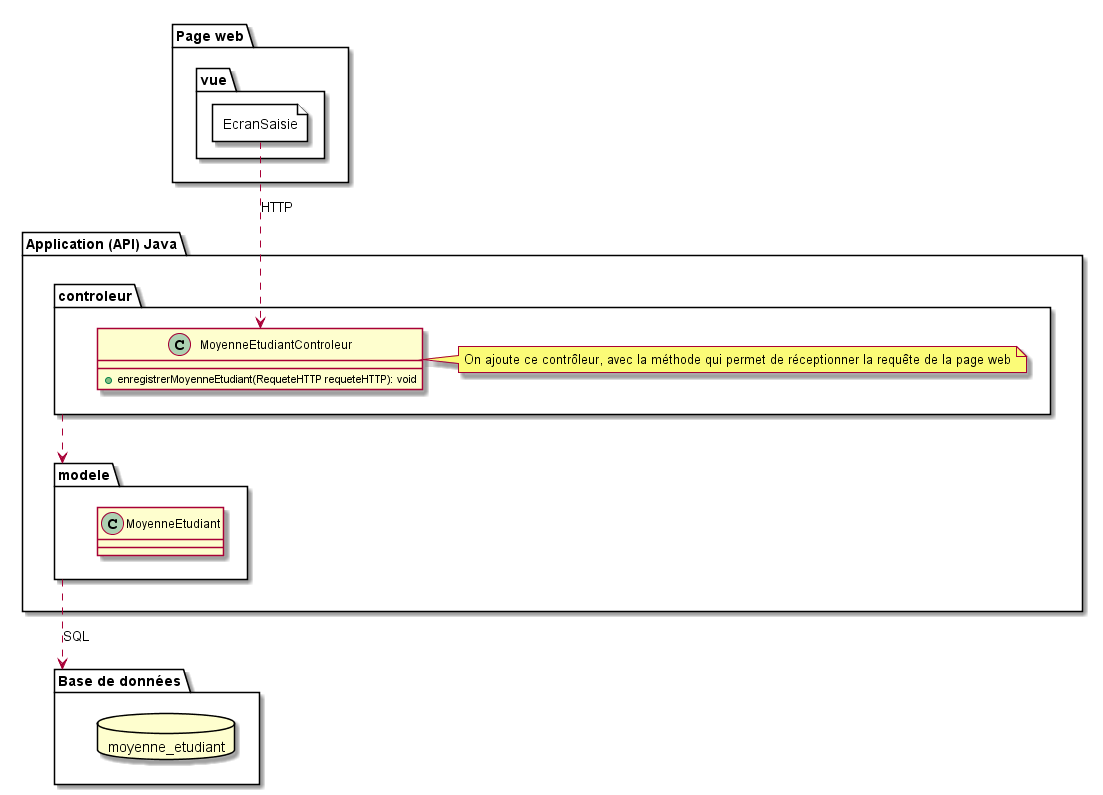 Page web
vue
EcranSaisie
HTTP
Application (API) Java
controleur
C MoyenneEtudiantControleur
enregistrerMoyenneEtudiant(RequeteHTTP requeteHTTP): void
On ajoute ce contrôleur, avec la méthode qui permet de réceptionner la requête de la page web
modele
C MoyenneEtudiant
SQL
Base de données
moyenne_etudiant